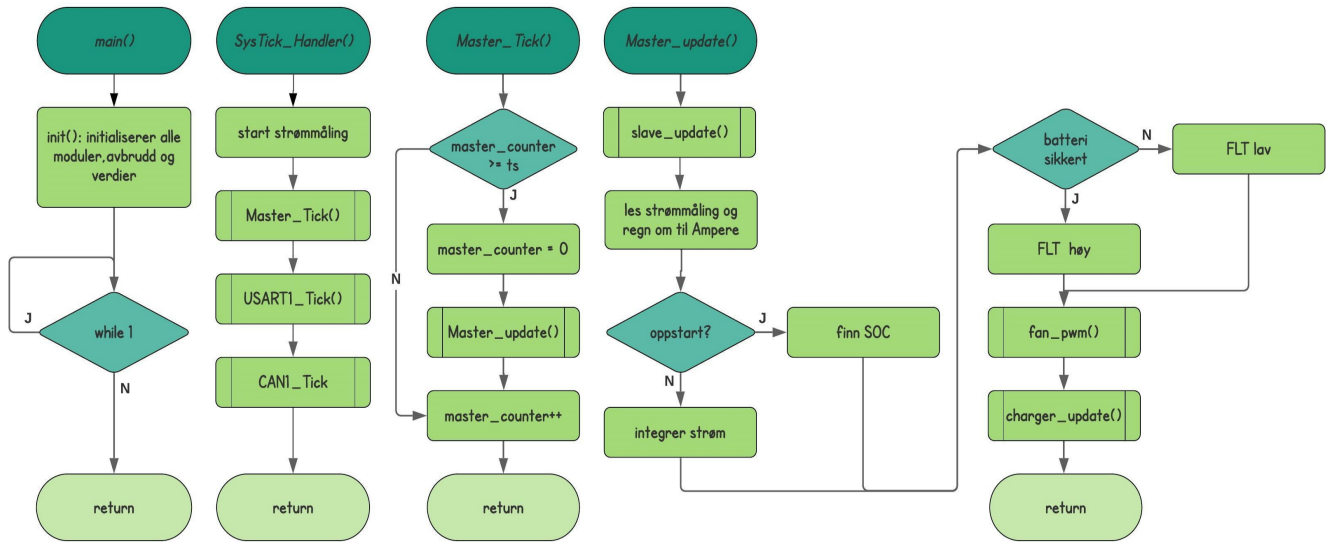 main()
init(): initialiserer alle
moduler,avbrudd og
verdier
while 1
J
N
return
SysTick_Handler()
start strømmåling
Master_Tick()
USART1_Tick()
CAN1_Tick
return
Master_Tick()
master_counter
>= ts
J
N
master_counter = 0
Master_update()
master_counter++
return
Master_update()
slave_update()
les strømmåling og
regn om til Ampere
oppstart?
J
finn SOC
N
integrer strøm
batteri
sikkert
N
FLT lav
J
FLT høy
fan_pwm()
charger_update()
return